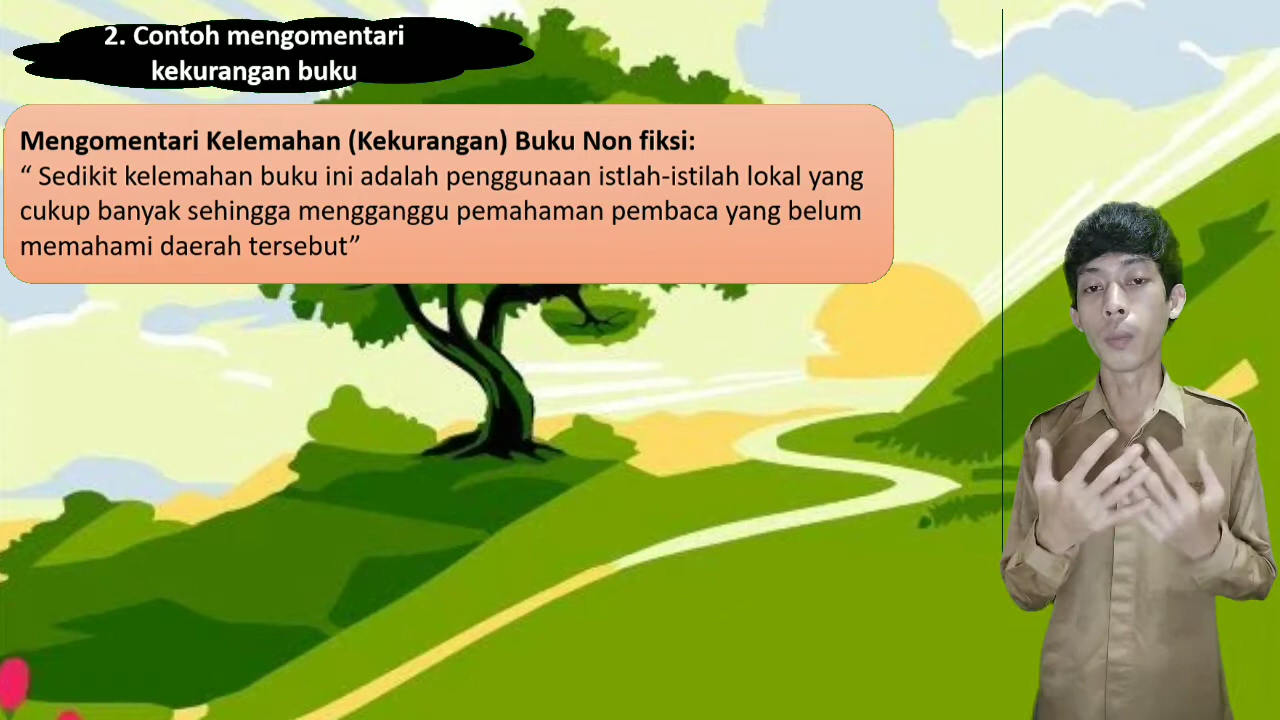 2. Contoh mengomentari
kekurangan buku
Mengomentari Kelemahan (Kekurangan) Buku Non fiksi:
“ Sedikit kelemahan buku ini adalah penggunaan istlah-istilah lokal yang
cukup banyak sehingga mengganggu pemahaman pembaca yang belum
memahami daerah tersebut”